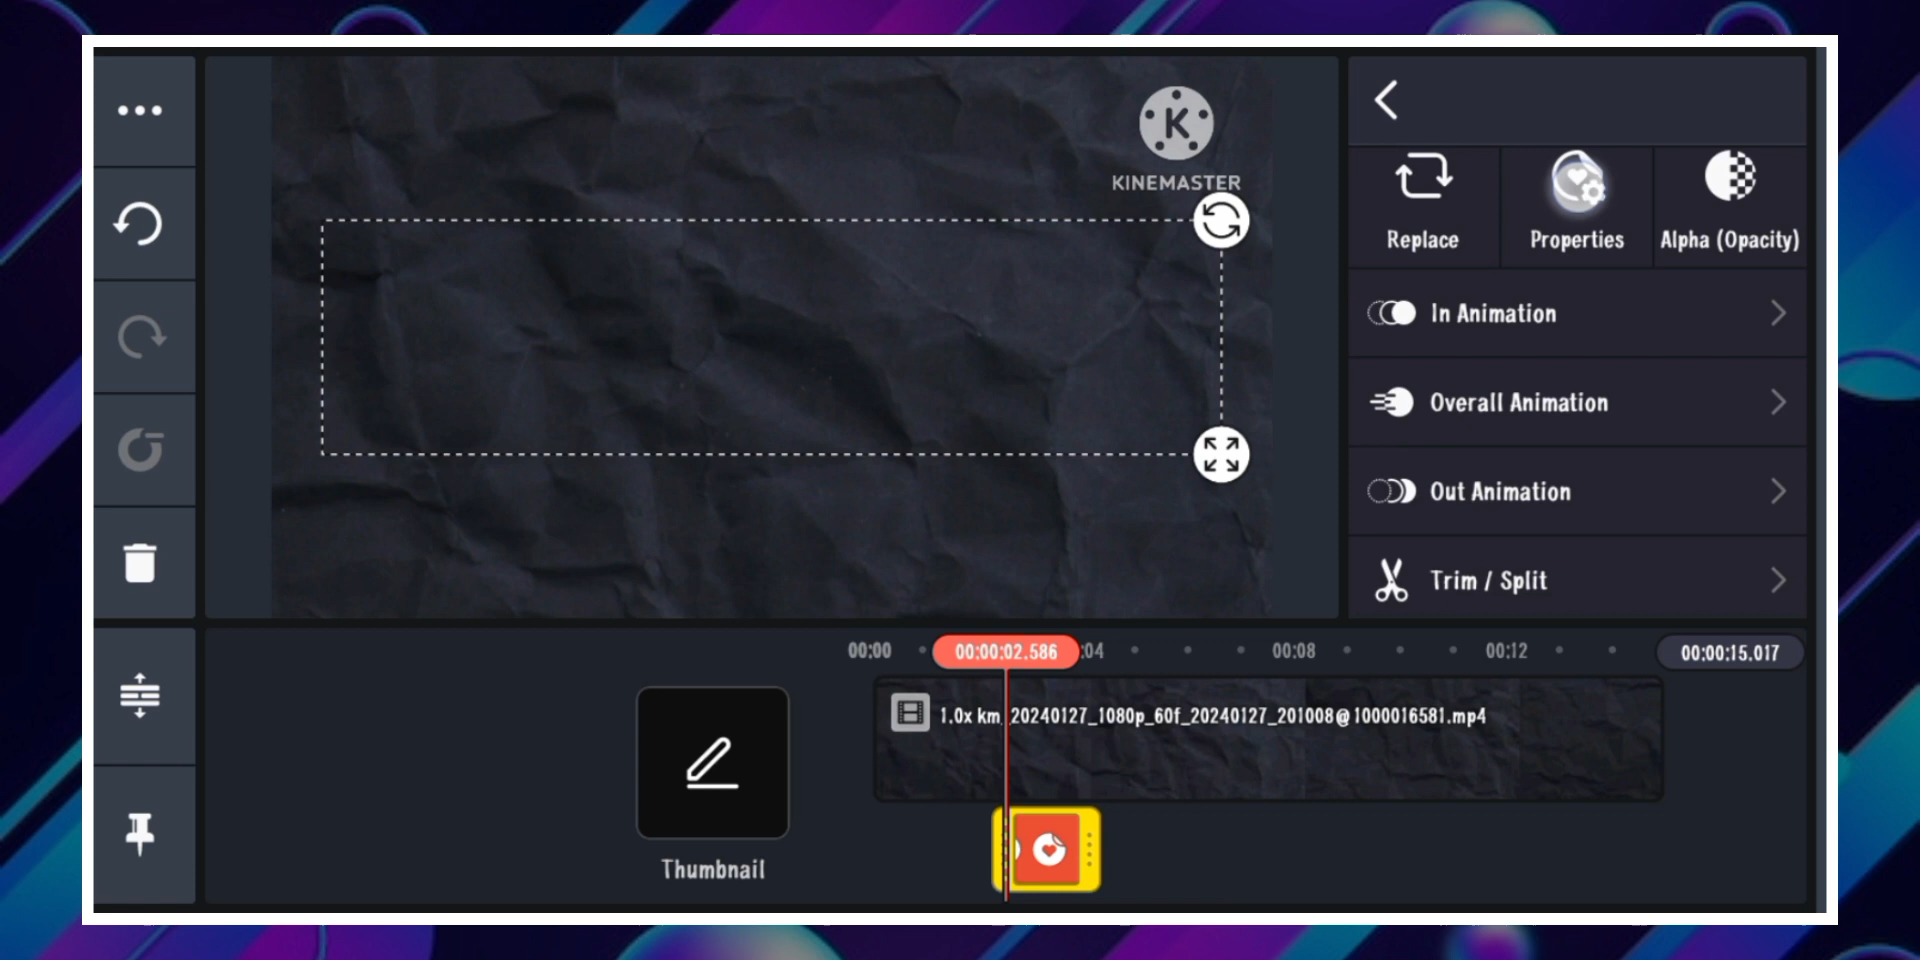 K
KINEMASTER
Replace
Properties
Alpha (Opacity)
In Animation
Overall Animation
Out Animation
Trim / Split
00:00
00:00:02.586
:04
00:08
00:12
00:00:15.017
1.0x km_20240127_1080p_60f_20240127_201008@1000016581.mp4
Thumbnail